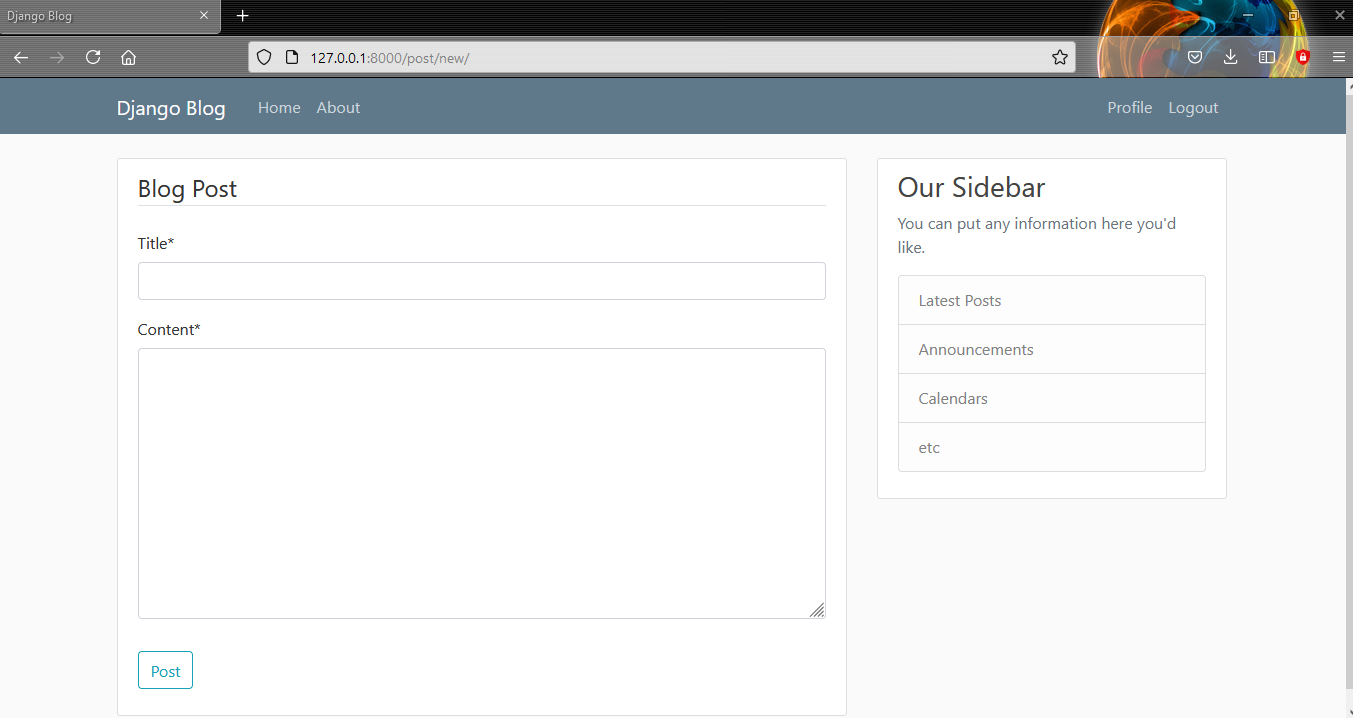 Django Blog
127.0.0.1:8000/post/new/
Django Blog Home About Profile Logout
Blog Post
Title*
Content*
Post
Our Sidebar
You can put any information here you'd
like.
Latest Posts
Announcements
Calendars
etc